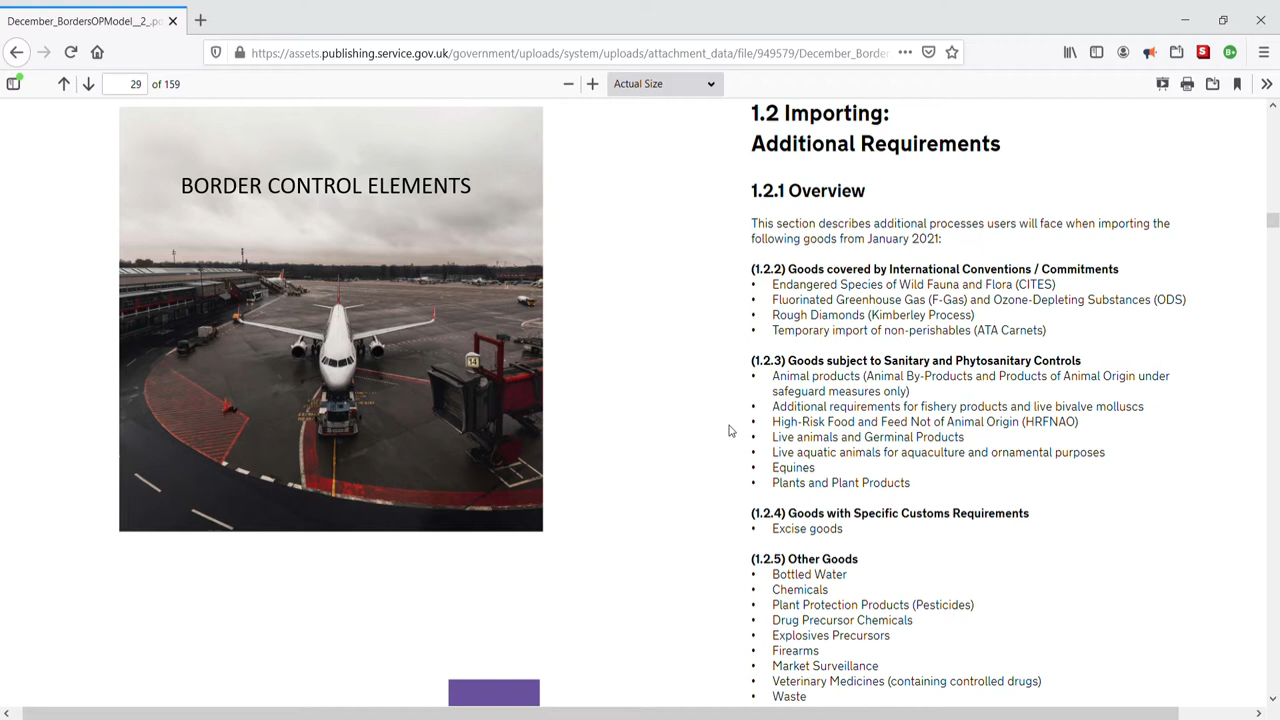 December_BordersOPModel__2_.pd
https://assets.publishing.service.gov.uk/government/uploads/system/uploads/attachment_data/file/949579/December_Border
29 of 159
Actual Size
BORDER CONTROL ELEMENTS
14
1.2 Importing:
Additional Requirements
1.2.1 Overview
This section describes additional processes users will face when importing the
following goods from January 2021:
(1.2.2) Goods covered by International Conventions / Commitments
• Endangered Species of Wild Fauna and Flora (CITES)
• Fluorinated Greenhouse Gas (F-Gas) and Ozone-Depleting Substances (ODS)
• Rough Diamonds (Kimberley Process)
• Temporary import of non-perishables (ATA Carnets)
(1.2.3) Goods subject to Sanitary and Phytosanitary Controls
• Animal products (Animal By-Products and Products of Animal Origin under
safeguard measures only)
• Additional requirements for fishery products and live bivalve molluscs
• High-Risk Food and Feed Not of Animal Origin (HRFNAO)
• Live animals and Germinal Products
• Live aquatic animals for aquaculture and ornamental purposes
• Equines
• Plants and Plant Products
(1.2.4) Goods with Specific Customs Requirements
• Excise goods
(1.2.5) Other Goods
• Bottled Water
• Chemicals
• Plant Protection Products (Pesticides)
• Drug Precursor Chemicals
• Explosives Precursors
• Firearms
• Market Surveillance
• Veterinary Medicines (containing controlled drugs)
• Waste